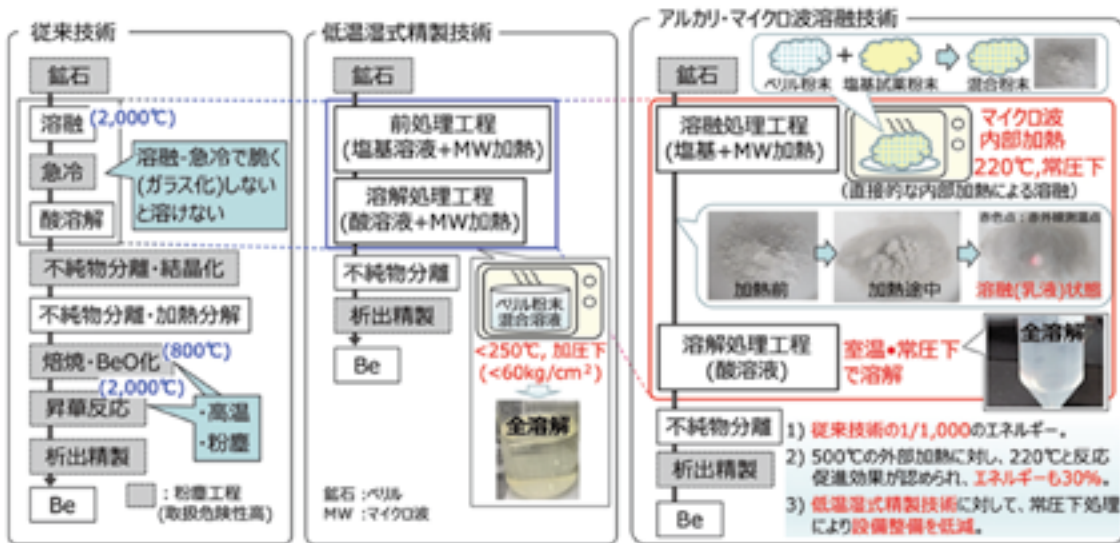 従来技術
鉱石
溶融
(2,000℃)
急冷
溶融・急冷で脆く
(ガラス化)しない
と溶けない
酸溶解
不純物分離・結晶化
不純物分離・加熱分解
焙焼・BeO化
(800℃)
(2,000℃)
昇華反応
・高温
・粉塵
析出精製
Be
:粉塵工程
(取扱危険性高)
低温湿式精製技術
鉱石
前処理工程
(塩基溶液+MW加熱)
溶解処理工程
(酸溶液+MW加熱)
不純物分離
析出精製
Be
ベリル粉末
混合溶液
<250℃, 加圧下
(<60kg/cm²)
全溶解
鉱石 :ベリル
MW :マイクロ波
アルカリ・マイクロ波溶融技術
鉱石
ベリル粉末
+
塩基試薬粉末
混合粉末
溶融処理工程
(塩基+MW加熱)
マイクロ波
内部加熱
220℃, 常圧下
(直接的な内部加熱による溶融)
赤色点:赤外線測温点
加熱前
加熱途中
溶融(乳液)状態
溶解処理工程
(酸溶液)
室温・常圧下
で溶解
全溶解
不純物分離
析出精製
Be
1) 従来技術の1/1,000のエネルギー。
2) 500℃の外部加熱に対し、220℃と反応
促進効果が認められ、エネルギーも30%。
3) 低温湿式精製技術に対して、常圧下処理
により設備整備を低減。